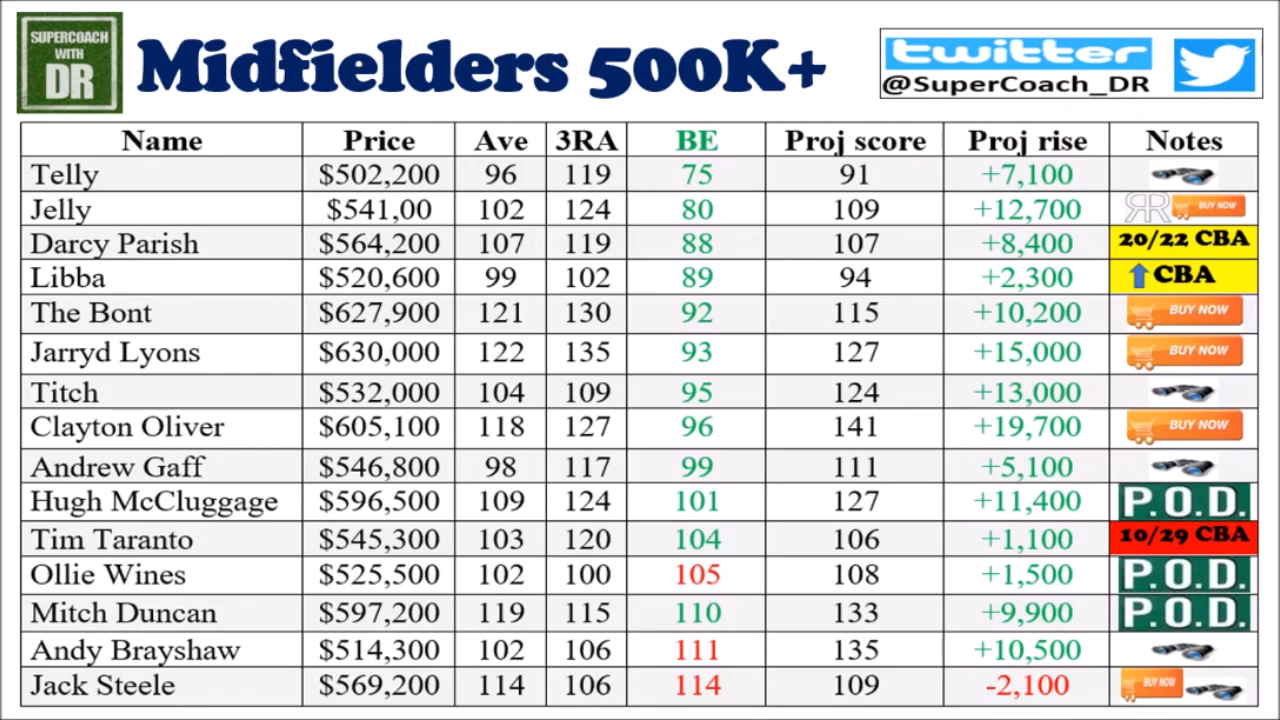 SUPERCOACH
WITH
DR
Midfielders 500K+
twitter
@SuperCoach_DR
Name Price Ave 3RA BE Proj score Proj rise Notes
Telly $502,200 96 119 75 91 +7,100
Jelly $541,00 102 124 80 109 +12,700 RR BUY NOW
Darcy Parish $564,200 107 119 88 107 +8,400 20/22 CBA
Libba $520,600 99 102 89 94 +2,300 CBA
The Bont $627,900 121 130 92 115 +10,200 BUY NOW
Jarryd Lyons $630,000 122 135 93 127 +15,000 BUY NOW
Titch $532,000 104 109 95 124 +13,000
Clayton Oliver $605,100 118 127 96 141 +19,700 BUY NOW
Andrew Gaff $546,800 98 117 99 111 +5,100
Hugh McCluggage $596,500 109 124 101 127 +11,400 P.O.D.
Tim Taranto $545,300 103 120 104 106 +1,100 10/29 CBA
Ollie Wines $525,500 102 100 105 108 +1,500 P.O.D.
Mitch Duncan $597,200 119 115 110 133 +9,900 P.O.D.
Andy Brayshaw $514,300 102 106 111 135 +10,500
Jack Steele $569,200 114 106 114 109 -2,100 BUY NOW